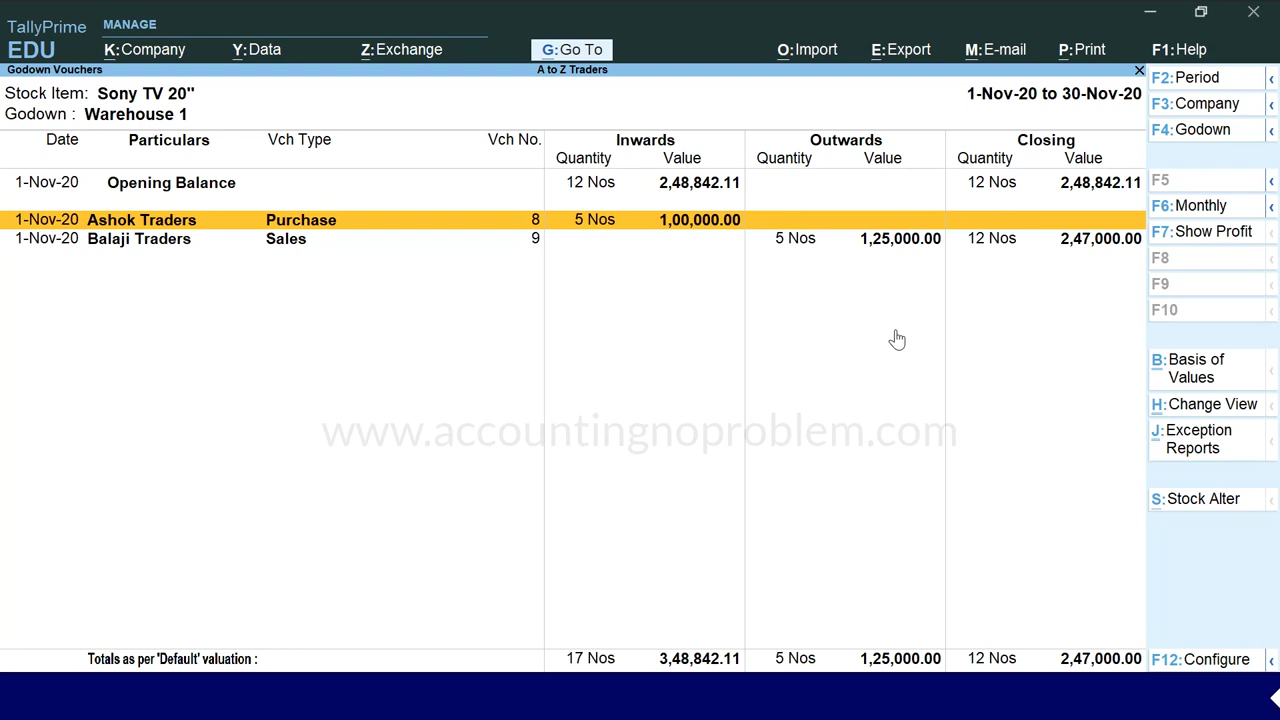 TallyPrime MANAGE
EDU K:Company Y:Data Z:Exchange G:Go To O:Import E:Export M:E-mail P:Print F1:Help
Godown Vouchers A to Z Traders
Stock Item: Sony TV 20" 1-Nov-20 to 30-Nov-20
Godown : Warehouse 1
Date Particulars Vch Type Vch No. Inwards Outwards Closing
Quantity Value Quantity Value Quantity Value
1-Nov-20 Opening Balance 12 Nos 2,48,842.11 12 Nos 2,48,842.11
1-Nov-20 Ashok Traders Purchase 8 5 Nos 1,00,000.00
1-Nov-20 Balaji Traders Sales 9 5 Nos 1,25,000.00 12 Nos 2,47,000.00
www.accountingnoproblem.com
Totals as per 'Default' valuation : 17 Nos 3,48,842.11 5 Nos 1,25,000.00 12 Nos 2,47,000.00
F2:Period
F3:Company
F4:Godown
F5
F6:Monthly
F7:Show Profit
F8
F9
F10
B:Basis of
Values
H:Change View
J:Exception
Reports
S:Stock Alter
F12:Configure